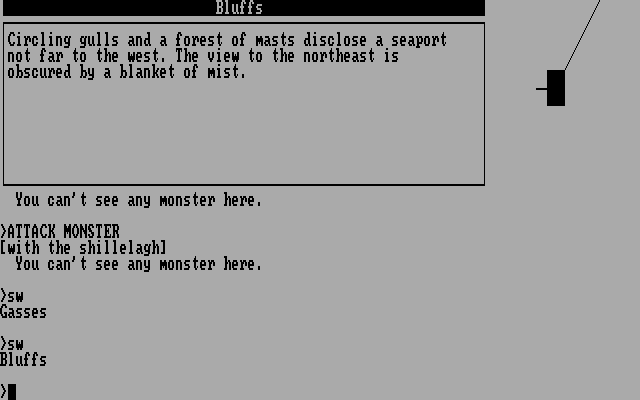 Bluffs
Circling gulls and a forest of masts disclose a seaport
not far to the west. The view to the northeast is
obscured by a blanket of mist.
You can't see any monster here.
>ATTACK MONSTER
[with the shillelagh]
You can't see any monster here.
>sw
Gasses
>sw
Bluffs
>